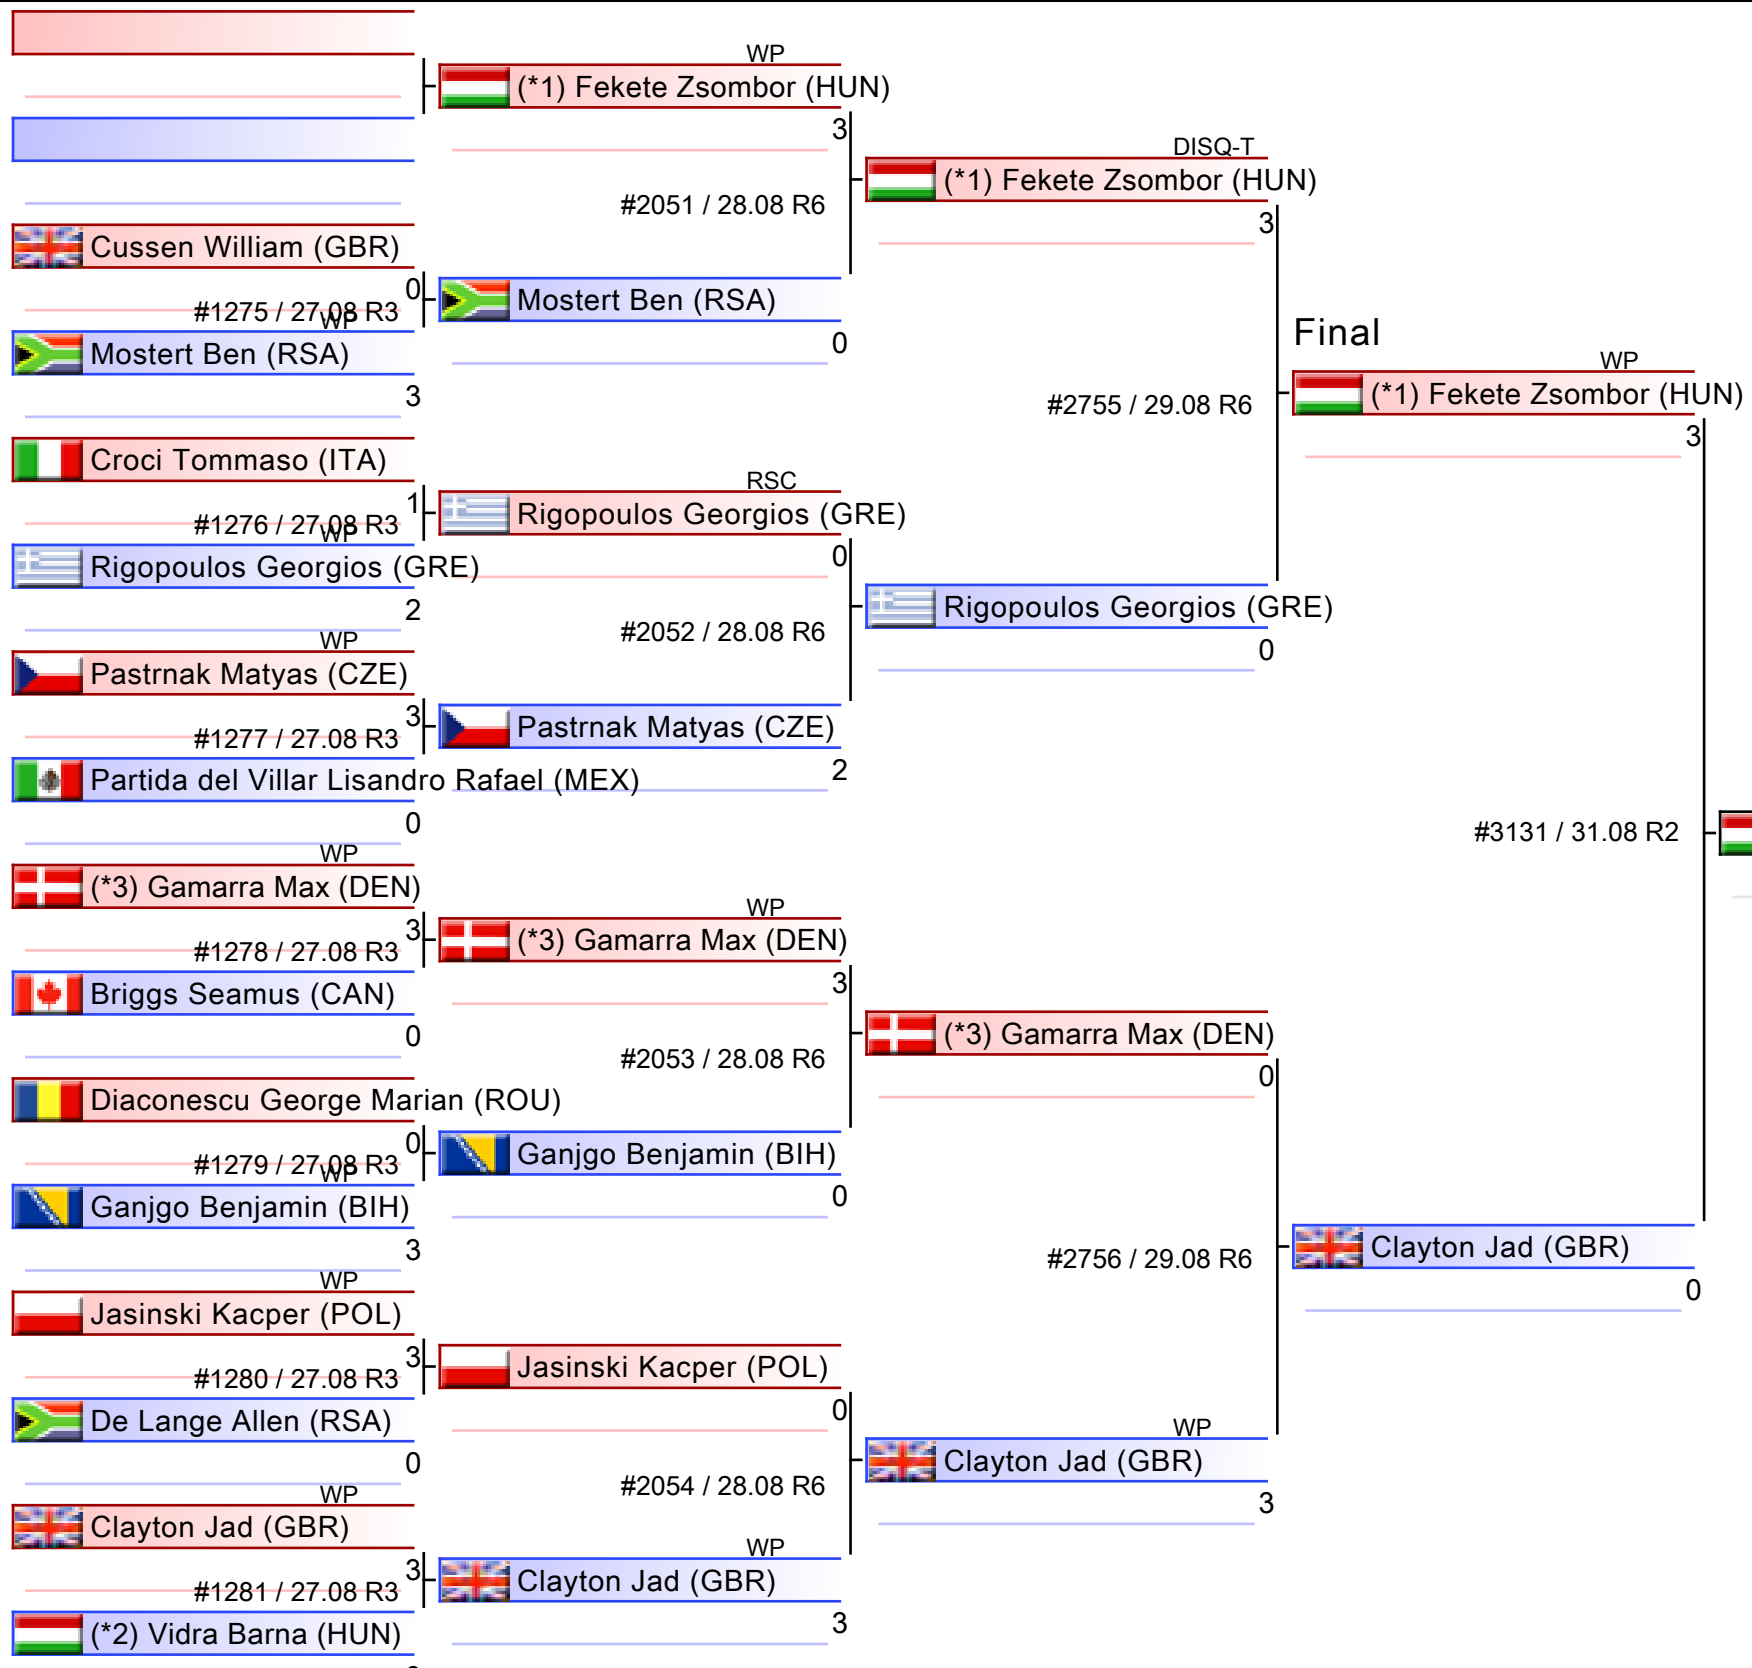 WP
(*1) Fekete Zsombor (HUN)
3
#2051 / 28.08 R6
Cussen William (GBR)
0
#1275 / 27.08 R3
WP
Mostert Ben (RSA)
3
Mostert Ben (RSA)
0
DISQ-T
(*1) Fekete Zsombor (HUN)
3
#2755 / 29.08 R6
Final
WP
(*1) Fekete Zsombor (HUN)
3
Croci Tommaso (ITA)
1
#1276 / 27.08 R3
WP
Rigopoulos Georgios (GRE)
2
RSC
Rigopoulos Georgios (GRE)
0
#2052 / 28.08 R6
Rigopoulos Georgios (GRE)
0
WP
Pastrnak Matyas (CZE)
3
#1277 / 27.08 R3
Partida del Villar Lisandro Rafael (MEX)
0
Pastrnak Matyas (CZE)
2
#3131 / 31.08 R2
WP
(*3) Gamarra Max (DEN)
3
#1278 / 27.08 R3
Briggs Seamus (CAN)
0
WP
(*3) Gamarra Max (DEN)
3
#2053 / 28.08 R6
(*3) Gamarra Max (DEN)
0
Diaconescu George Marian (ROU)
0
#1279 / 27.08 R3
WP
Ganjgo Benjamin (BIH)
3
Ganjgo Benjamin (BIH)
0
#2756 / 29.08 R6
Clayton Jad (GBR)
0
WP
Jasinski Kacper (POL)
3
#1280 / 27.08 R3
De Lange Allen (RSA)
0
Jasinski Kacper (POL)
0
#2054 / 28.08 R6
WP
Clayton Jad (GBR)
3
WP
Clayton Jad (GBR)
3
#1281 / 27.08 R3
(*2) Vidra Barna (HUN)
WP
Clayton Jad (GBR)
3